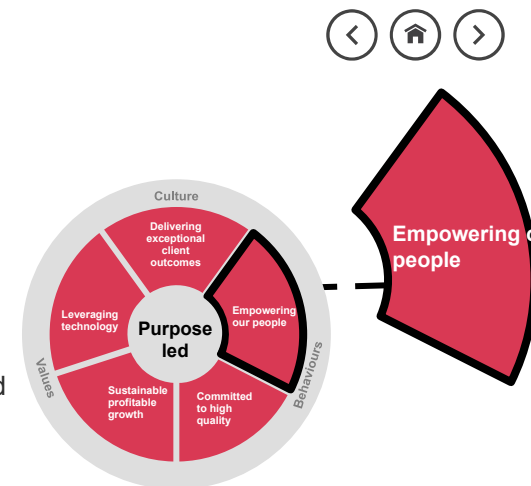 Culture
Delivering
exceptional
client
outcomes
Empowering
our people
Leveraging
technology
Purpose
led
Sustainable
profitable
growth
Committed
to high
quality
Values
Behaviours
Empowering
people